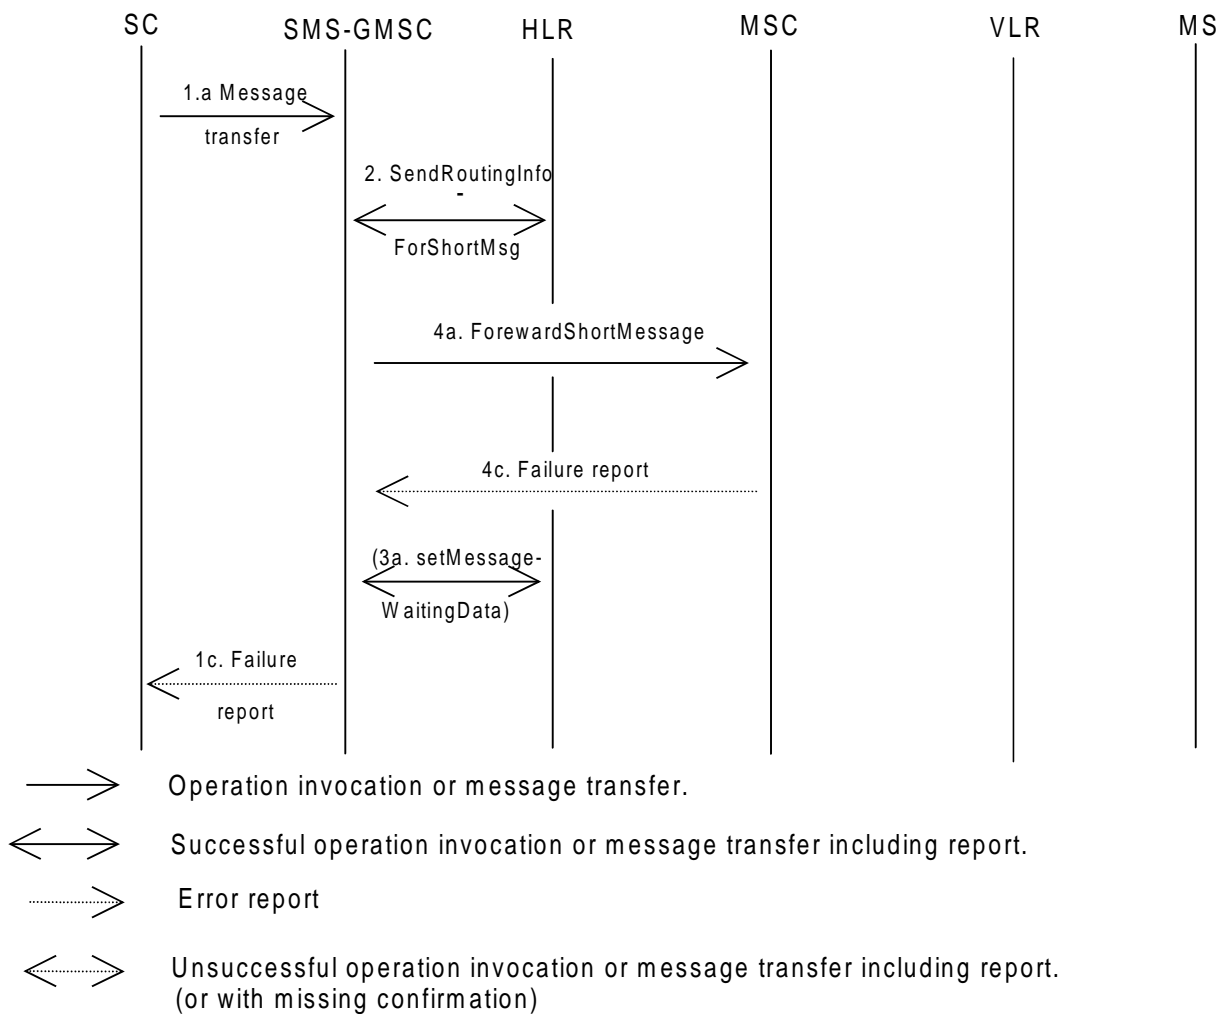 SC SMS-GMSC HLR MSC VLR MS
1.a Message
transfer
2. SendRoutingInfo
-
ForShortMsg
4a. ForewardShortMessage
4c. Failure report
(3a. setMessage-
WaitingData)
1c. Failure
report
Operation invocation or message transfer.
Successful operation invocation or message transfer including report.
Error report
Unsuccessful operation invocation or message transfer including report.
(or with missing confirmation)